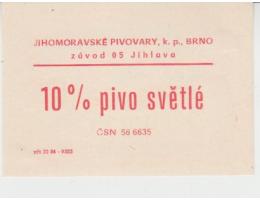 JIHOMORAVSKÉ PIVOVARY, k. p., BRNO
závod 05 Jihlava
10% pivo světlé
ČSN 56 6635